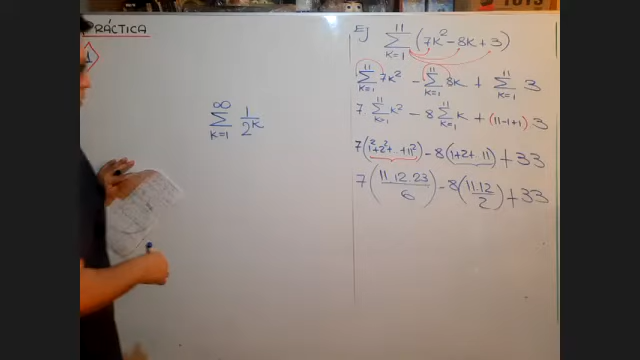 PRÁCTICA
1
∞
∑ 1/2^K
K=1
EJ ∑_{K=1}^{11} (7K² - 8K + 3)
∑_{K=1}^{11} 7K² - ∑_{K=1}^{11} 8K + ∑_{K=1}^{11} 3
7 · ∑_{K=1}^{11} K² - 8 ∑_{K=1}^{11} K + (11-1+1) 3
7(1²+2²+...+11²) - 8(1+2+..11) + 33
7(11.12.23/6) - 8(11.12/2) + 33